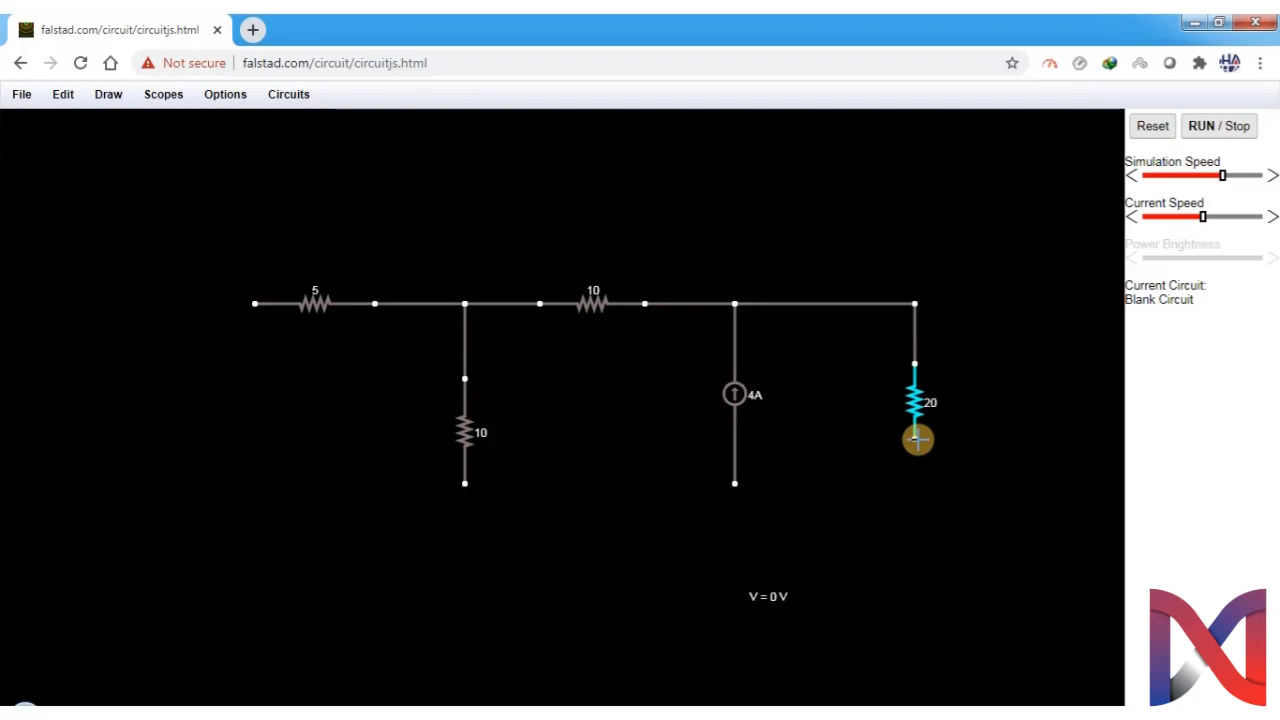 falstad.com/circuit/circuitjs.html
Not secure falstad.com/circuit/circuitjs.html
File Edit Draw Scopes Options Circuits
Reset RUN / Stop
Simulation Speed
Current Speed
Power Brightness
Current Circuit:
Blank Circuit
5 10
4A 20
10
V = 0 V